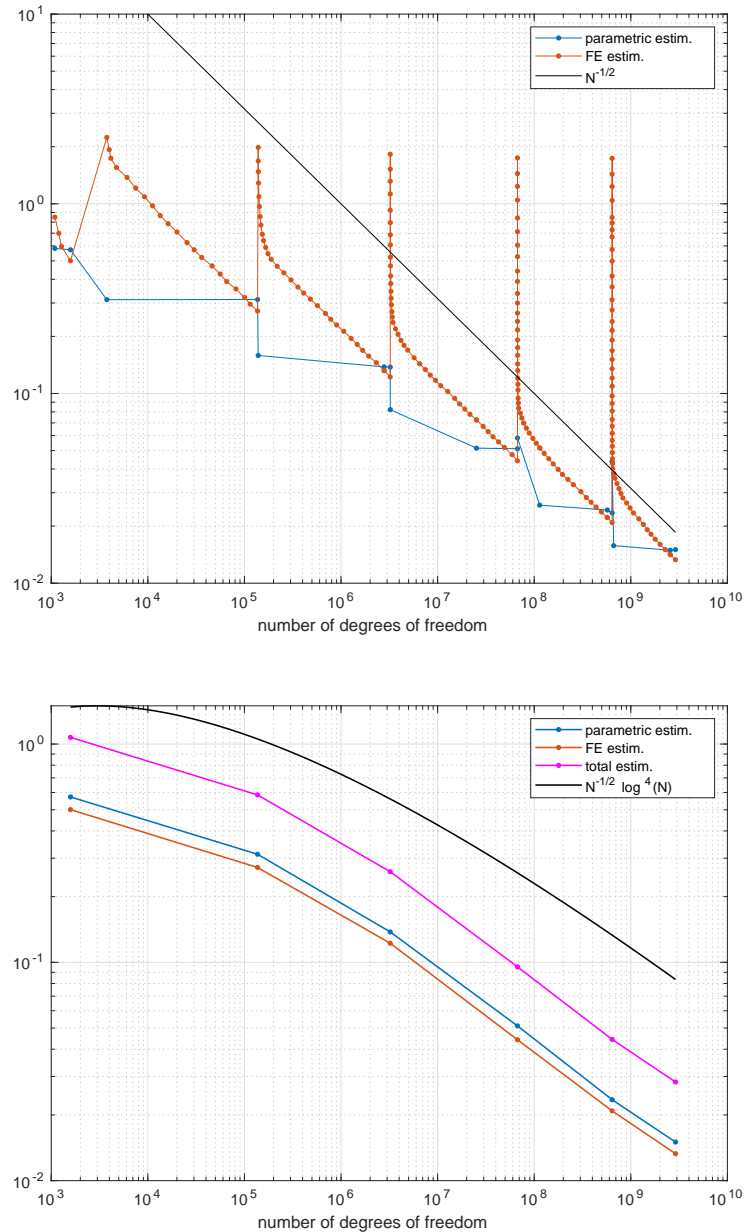 10^1
10^0
10^-1
10^-2
parametric estim.
FE estim.
N^-1/2
10^3 10^4 10^5 10^6 10^7 10^8 10^9 10^10
number of degrees of freedom
10^0
10^-1
10^-2
parametric estim.
FE estim.
total estim.
N^-1/2 log^4(N)
10^3 10^4 10^5 10^6 10^7 10^8 10^9 10^10
number of degrees of freedom